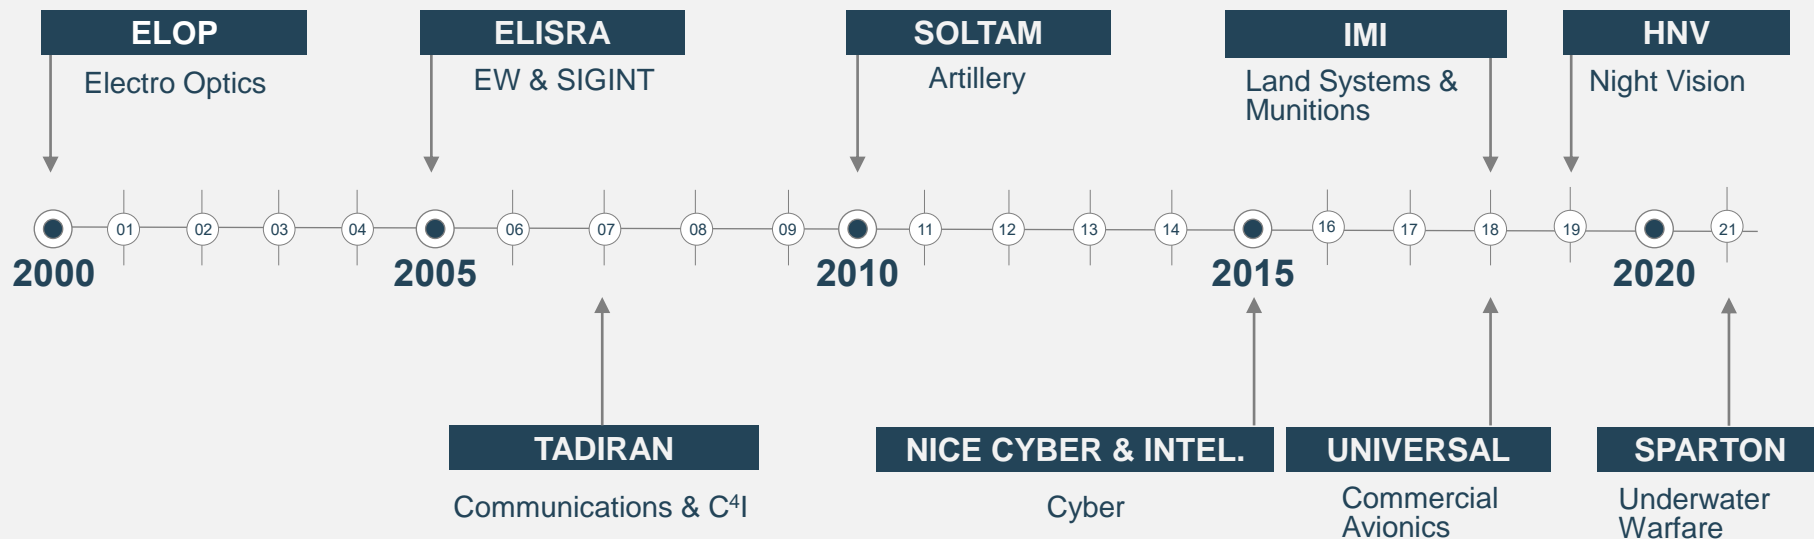 ELOP
Electro Optics
ELISRA
EW & SIGINT
SOLTAM
Artillery
IMI
Land Systems &
Munitions
HNV
Night Vision
01
02
03
04
06
07
08
09
11
12
13
14
16
17
18
19
21
2000
2005
2010
2015
2020
TADIRAN
Communications & C⁴I
NICE CYBER & INTEL.
Cyber
UNIVERSAL
Commercial
Avionics
SPARTON
Underwater
Warfare